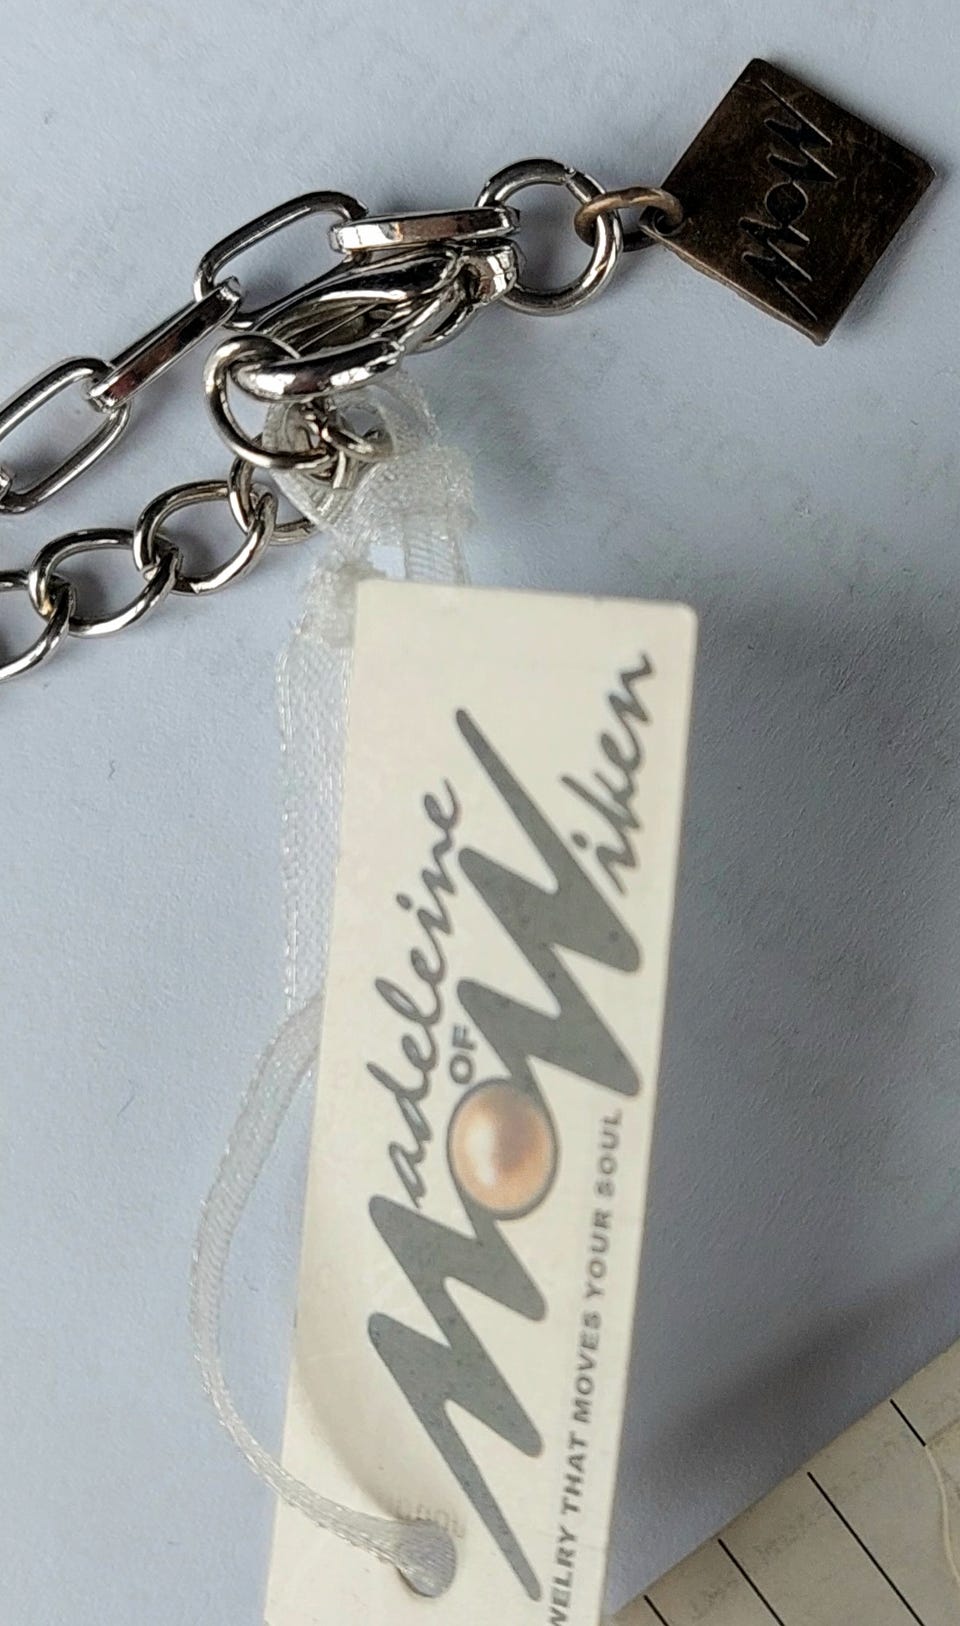 MoW
Madeleine
OF
Wiken
WELRY THAT MOVES YOUR SOUL